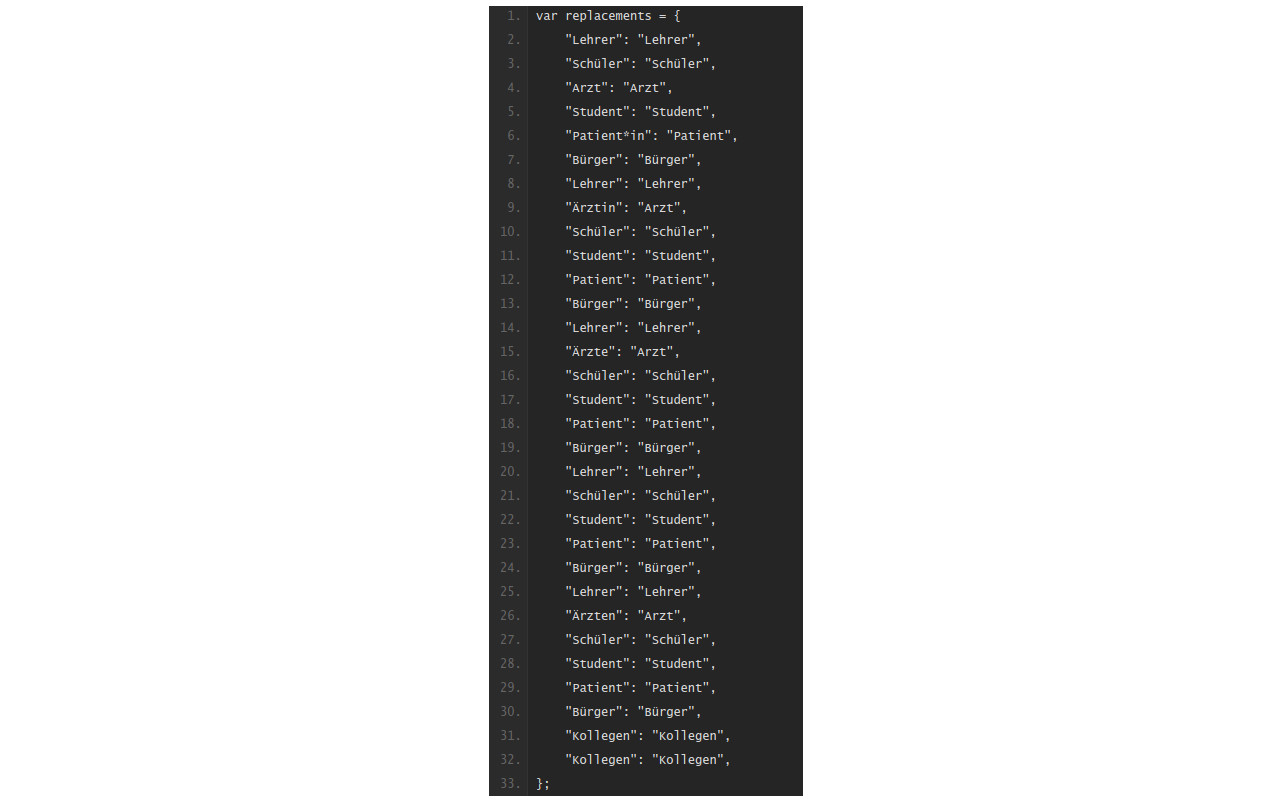 1. var replacements = {
2. "Lehrer": "Lehrer",
3. "Schüler": "Schüler",
4. "Arzt": "Arzt",
5. "Student": "Student",
6. "Patient*in": "Patient",
7. "Bürger": "Bürger",
8. "Lehrer": "Lehrer",
9. "Ärztin": "Arzt",
10. "Schüler": "Schüler",
11. "Student": "Student",
12. "Patient": "Patient",
13. "Bürger": "Bürger",
14. "Lehrer": "Lehrer",
15. "Ärzte": "Arzt",
16. "Schüler": "Schüler",
17. "Student": "Student",
18. "Patient": "Patient",
19. "Bürger": "Bürger",
20. "Lehrer": "Lehrer",
21. "Schüler": "Schüler",
22. "Student": "Student",
23. "Patient": "Patient",
24. "Bürger": "Bürger",
25. "Lehrer": "Lehrer",
26. "Ärzten": "Arzt",
27. "Schüler": "Schüler",
28. "Student": "Student",
29. "Patient": "Patient",
30. "Bürger": "Bürger",
31. "Kollegen": "Kollegen",
32. "Kollegen": "Kollegen",
33. };